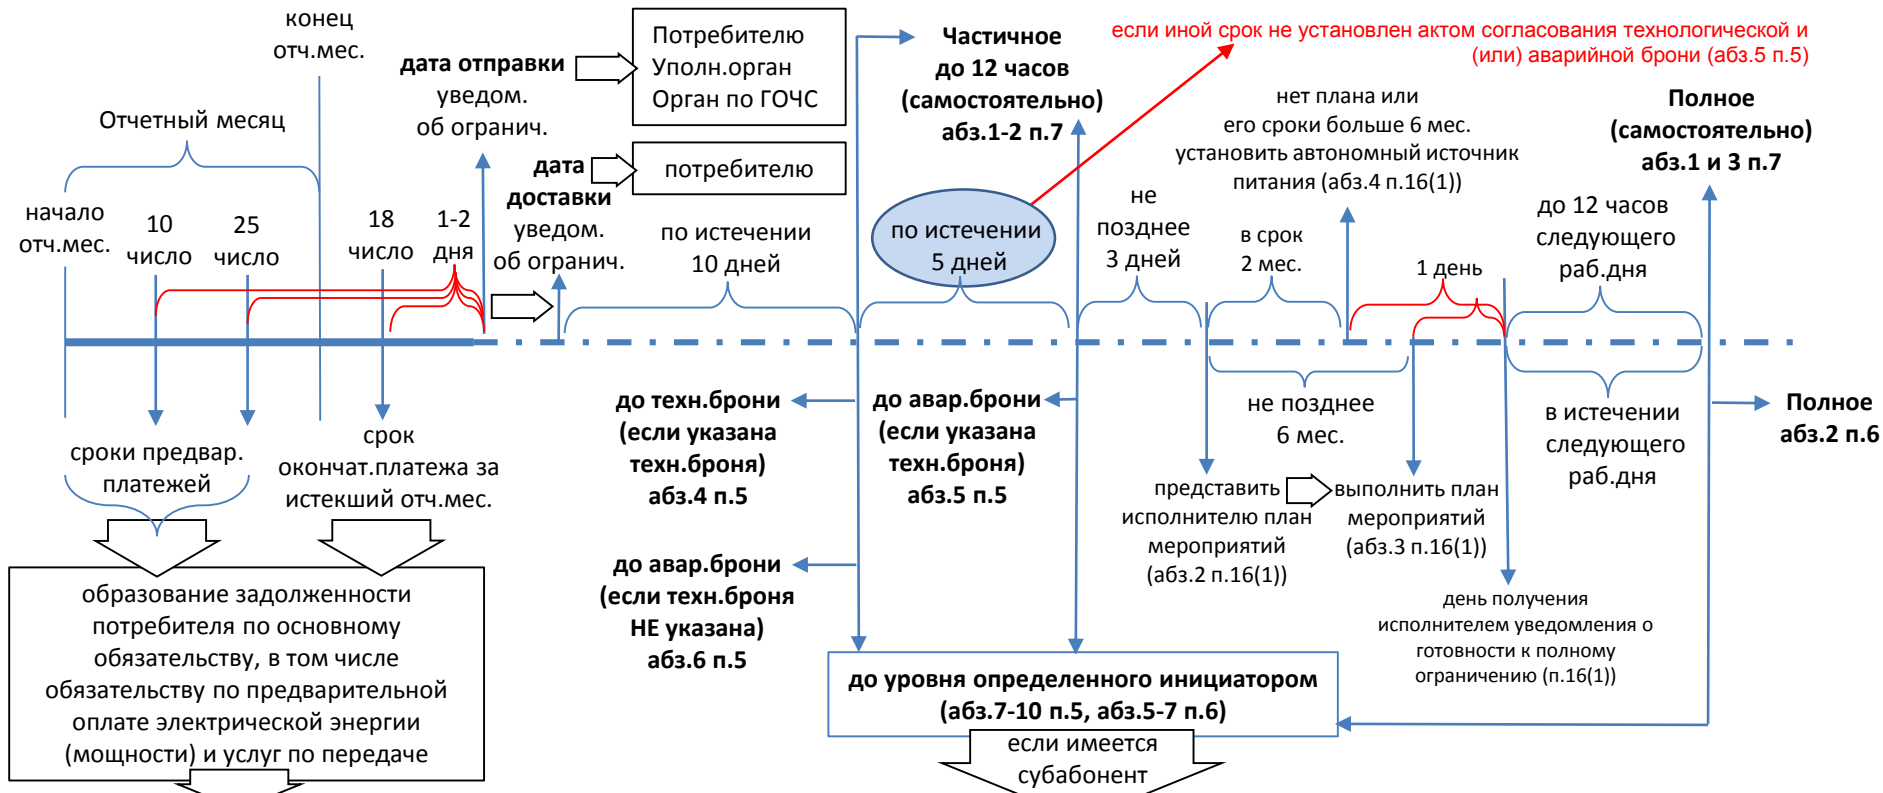 конец
отч.мес.
Отчетный месяц
начало
отч.мес.
10
число
25
число
18
число
1-2
дня
дата отправки
уведом.
об огранич.
Потребителю
Уполн.орган
Орган по ГОЧС
дата
доставки
уведом.
об огранич.
потребителю
по истечении
10 дней
Частичное
до 12 часов
(самостоятельно)
абз.1-2 п.7
по истечении
5 дней
если иной срок не установлен актом согласования технологической и
(или) аварийной брони (абз.5 п.5)
не
позднее
3 дней
нет плана или
его сроки больше 6 мес.
установить автономный источник
питания (абз.4 п.16(1))
в срок
2 мес.
1 день
до 12 часов
следующего
раб.дня
Полное
(самостоятельно)
абз.1 и 3 п.7
сроки предвар.
платежей
срок
окончат.платежа за
истекший отч.мес.
до техн.брони
(если указана
техн.броня)
абз.4 п.5
до авар.брони
(если указана
техн.броня)
абз.5 п.5
до авар.брони
(если техн.броня
НЕ указана)
абз.6 п.5
представить
исполнителю план
мероприятий
(абз.2 п.16(1))
не позднее
6 мес.
выполнить план
мероприятий
(абз.3 п.16(1))
в истечении
следующего
раб.дня
Полное
абз.2 п.6
день получения
исполнителем уведомления о
готовности к полному
ограничению (п.16(1))
образование задолженности
потребителя по основному
обязательству, в том числе
обязательству по предварительной
оплате электрической энергии
(мощности) и услуг по передаче
до уровня определенного инициатором
(абз.7-10 п.5, абз.5-7 п.6)
если имеется
субабонент